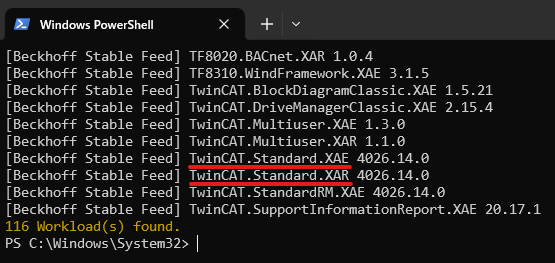 Windows PowerShell
[Beckhoff Stable Feed] TF8020.BACnet.XAR 1.0.4
[Beckhoff Stable Feed] TF8310.WindFramework.XAE 3.1.5
[Beckhoff Stable Feed] TwinCAT.BlockDiagramClassic.XAE 1.5.21
[Beckhoff Stable Feed] TwinCAT.DriveManagerClassic.XAE 2.15.4
[Beckhoff Stable Feed] TwinCAT.Multiuser.XAE 1.3.0
[Beckhoff Stable Feed] TwinCAT.Multiuser.XAR 1.1.0
[Beckhoff Stable Feed] TwinCAT.Standard.XAE 4026.14.0
[Beckhoff Stable Feed] TwinCAT.Standard.XAR 4026.14.0
[Beckhoff Stable Feed] TwinCAT.StandardRM.XAE 4026.14.0
[Beckhoff Stable Feed] TwinCAT.SupportInformationReport.XAE 20.17.1
116 Workload(s) found.
PS C:\Windows\System32>